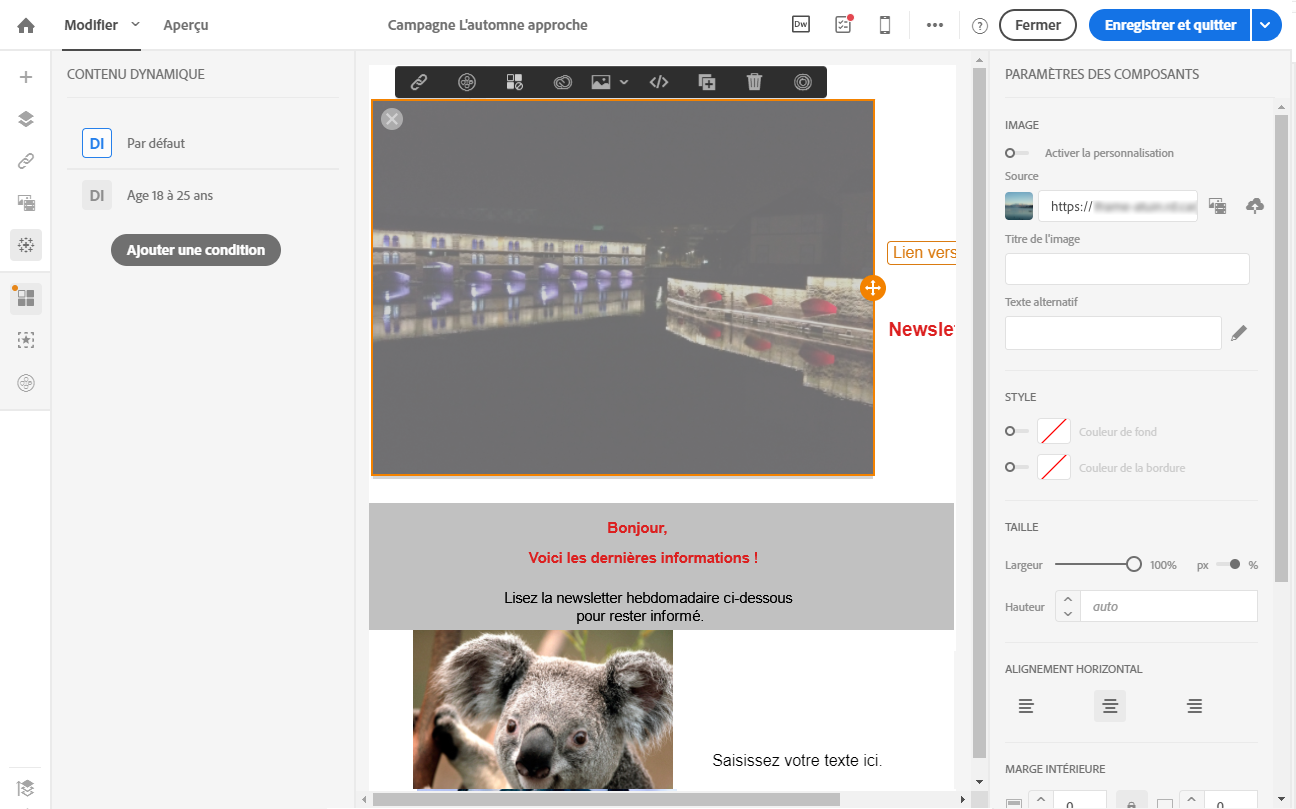 Modifier
Aperçu
Campagne L'automne approche
Dw
?
Fermer
Enregistrer et quitter
CONTENU DYNAMIQUE
DI
Par défaut
DI
Age 18 à 25 ans
Ajouter une condition
Lien vers
Newslet
Bonjour,
Voici les dernières informations !
Lisez la newsletter hebdomadaire ci-dessous
pour rester informé.
Saisissez votre texte ici.
PARAMÈTRES DES COMPOSANTS
IMAGE
Activer la personnalisation
Source
https://
Titre de l'image
Texte alternatif
STYLE
Couleur de fond
Couleur de la bordure
TAILLE
Largeur
100%
px
%
Hauteur
auto
ALIGNEMENT HORIZONTAL
MARGE INTÉRIEURE
0
0